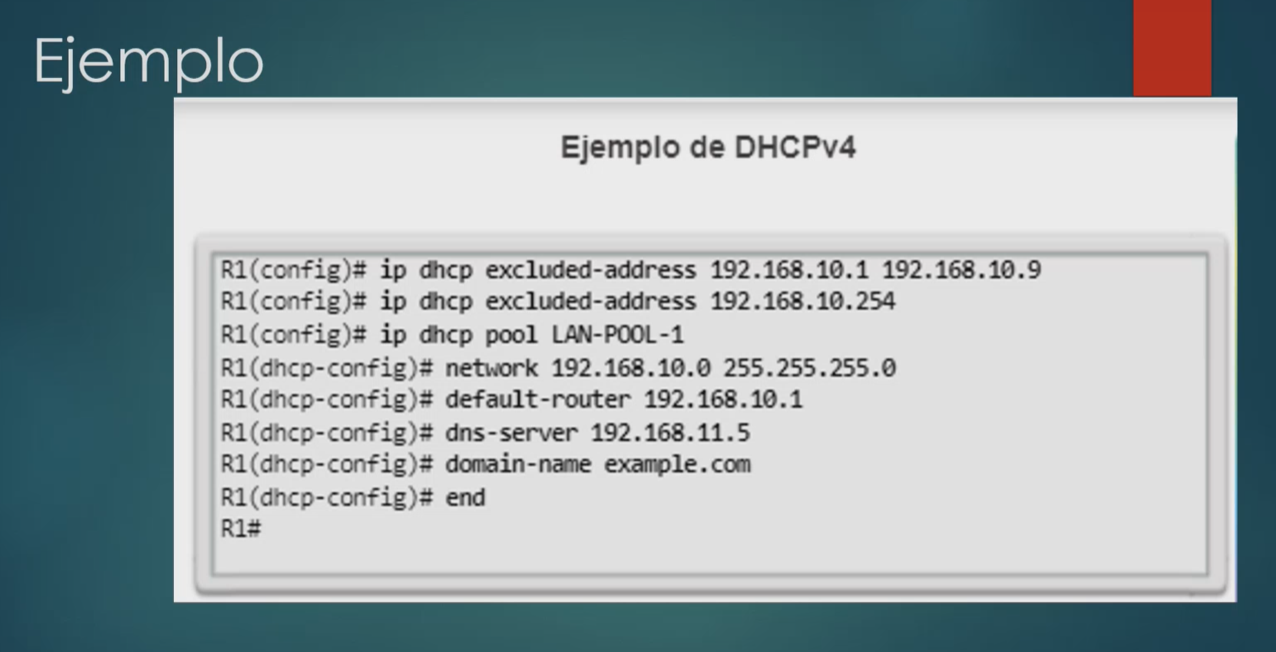 Ejemplo
Ejemplo de DHCPv4
R1(config)# ip dhcp excluded-address 192.168.10.1 192.168.10.9
R1(config)# ip dhcp excluded-address 192.168.10.254
R1(config)# ip dhcp pool LAN-POOL-1
R1(dhcp-config)# network 192.168.10.0 255.255.255.0
R1(dhcp-config)# default-router 192.168.10.1
R1(dhcp-config)# dns-server 192.168.11.5
R1(dhcp-config)# domain-name example.com
R1(dhcp-config)# end
R1#